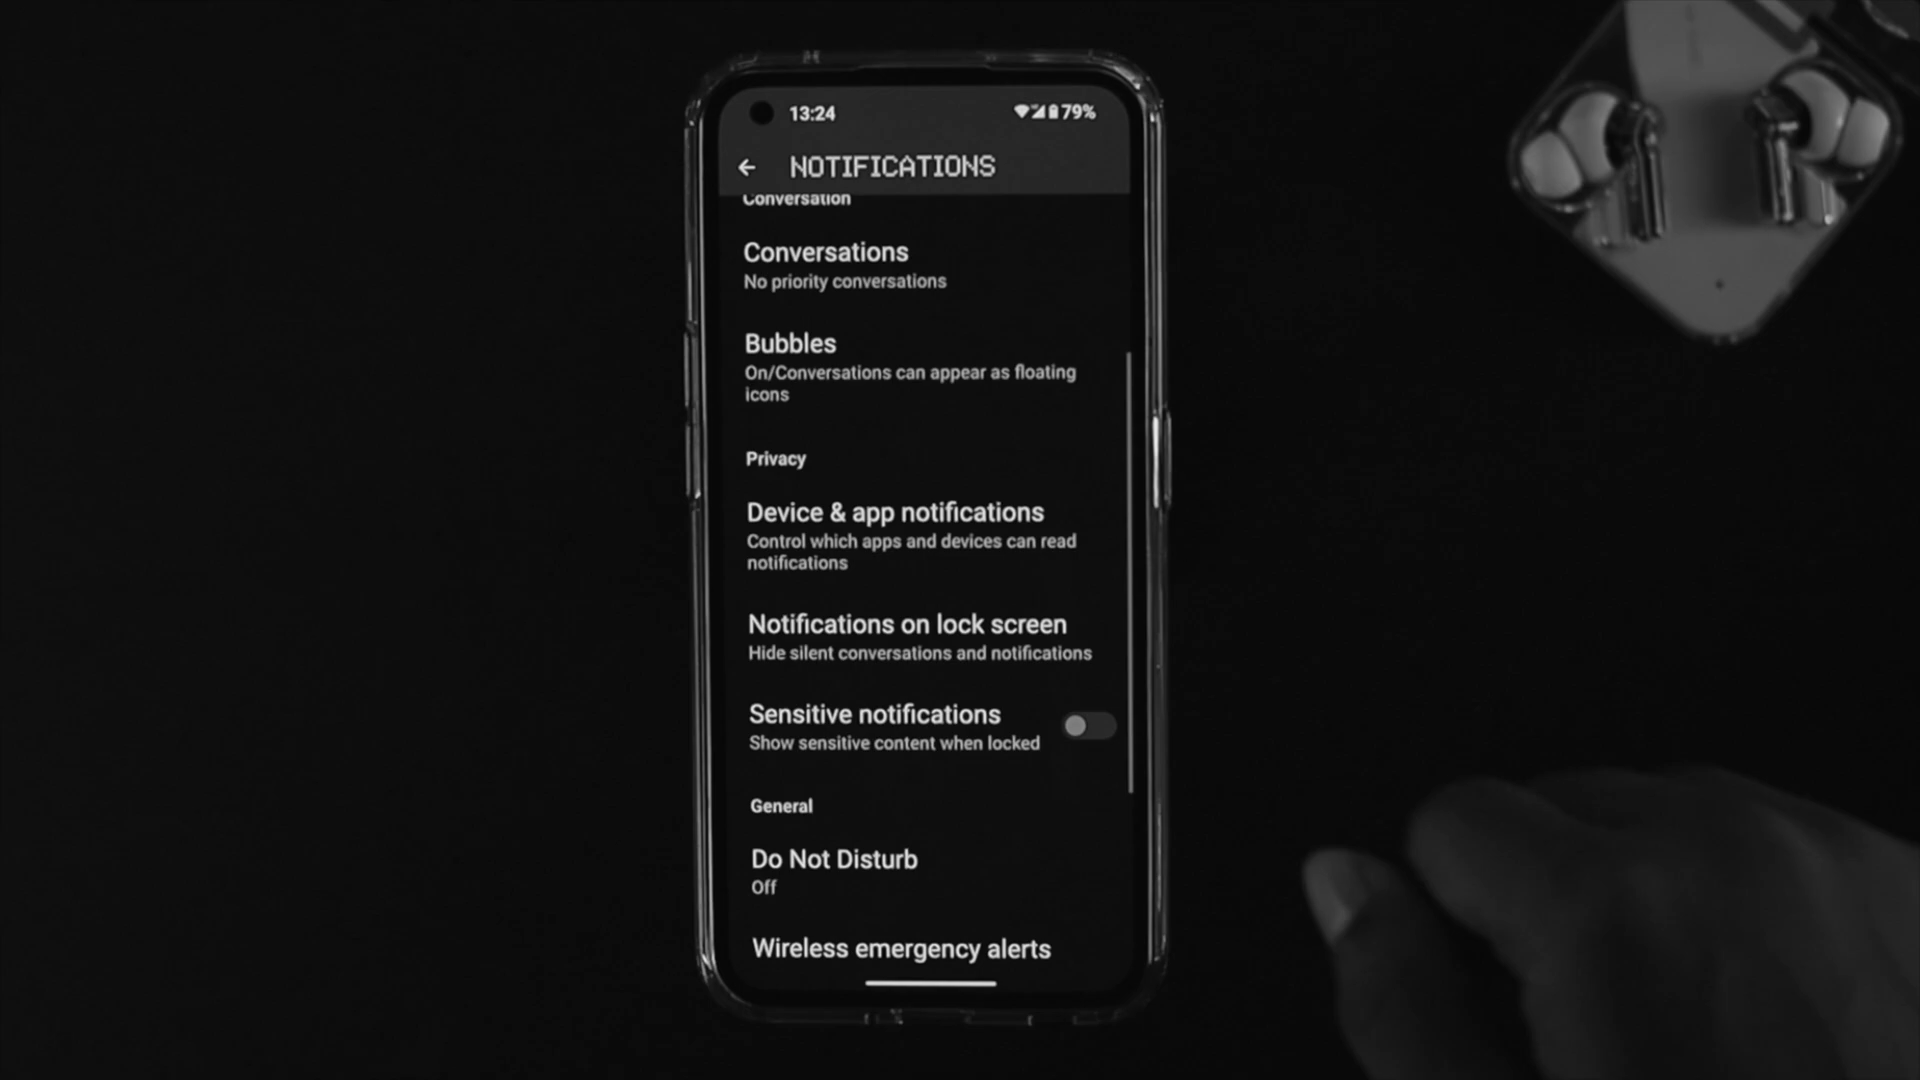 13:24
79%
NOTIFICATIONS
Conversation
Conversations
No priority conversations
Bubbles
On/Conversations can appear as floating
icons
Privacy
Device & app notifications
Control which apps and devices can read
notifications
Notifications on lock screen
Hide silent conversations and notifications
Sensitive notifications
Show sensitive content when locked
General
Do Not Disturb
Off
Wireless emergency alerts